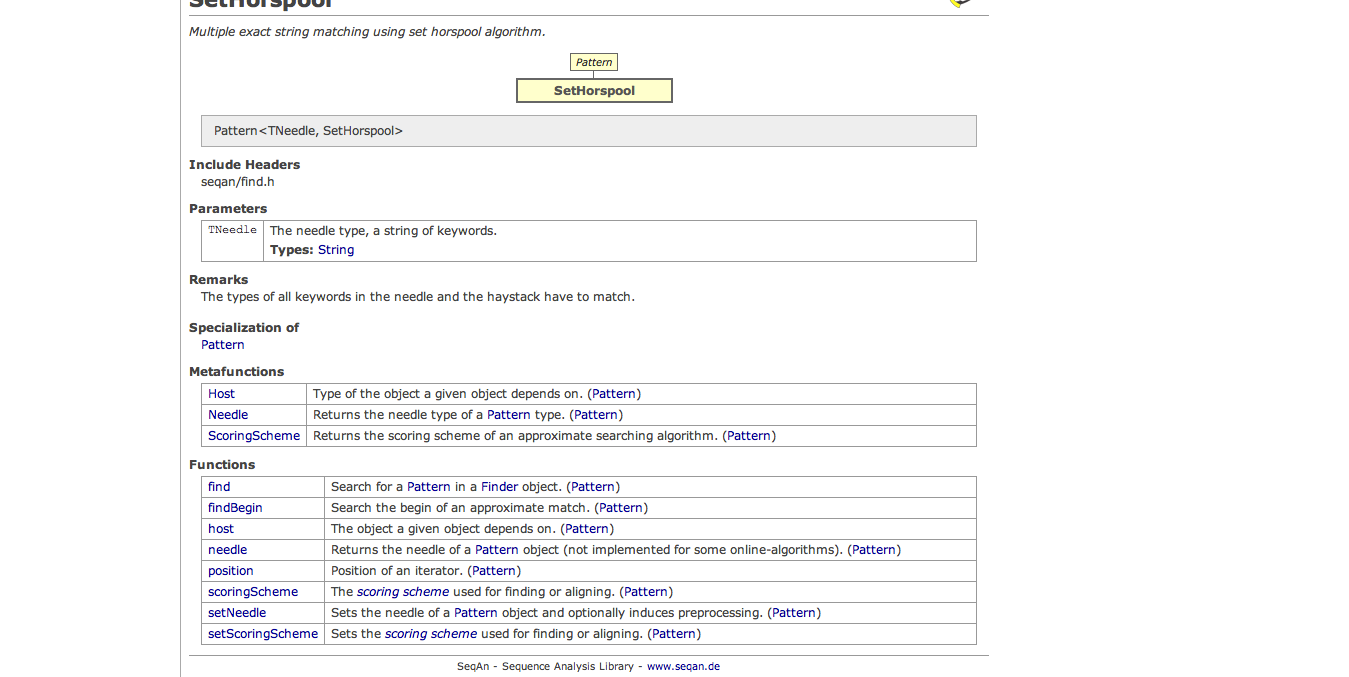 SetHorspool
Multiple exact string matching using set horspool algorithm.
Pattern
SetHorspool
Pattern<TNeedle, SetHorspool>
Include Headers
seqan/find.h
Parameters
TNeedle The needle type, a string of keywords.
Types: String
Remarks
The types of all keywords in the needle and the haystack have to match.
Specialization of
Pattern
Metafunctions
Host Type of the object a given object depends on. (Pattern)
Needle Returns the needle type of a Pattern type. (Pattern)
ScoringScheme Returns the scoring scheme of an approximate searching algorithm. (Pattern)
Functions
find Search for a Pattern in a Finder object. (Pattern)
findBegin Search the begin of an approximate match. (Pattern)
host The object a given object depends on. (Pattern)
needle Returns the needle of a Pattern object (not implemented for some online-algorithms). (Pattern)
position Position of an iterator. (Pattern)
scoringScheme The scoring scheme used for finding or aligning. (Pattern)
setNeedle Sets the needle of a Pattern object and optionally induces preprocessing. (Pattern)
setScoringScheme Sets the scoring scheme used for finding or aligning. (Pattern)
SeqAn - Sequence Analysis Library - www.seqan.de